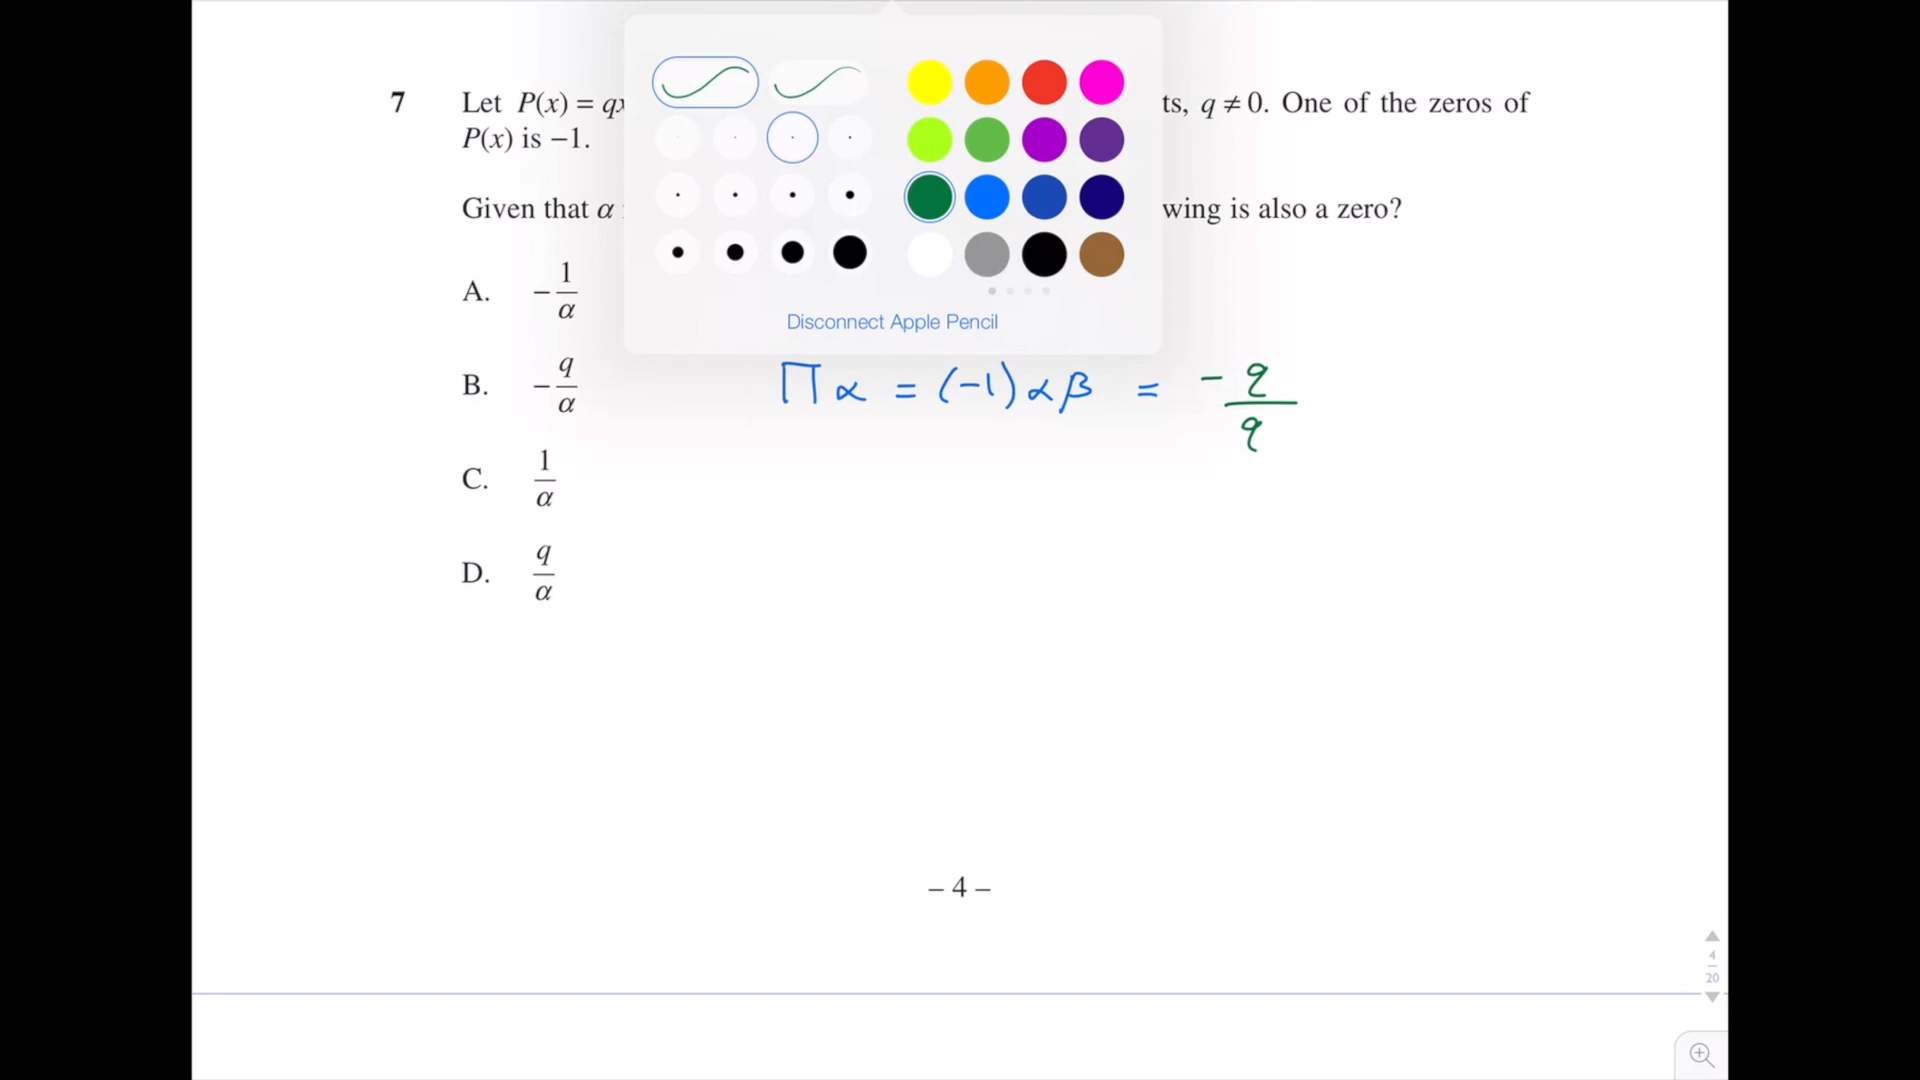 7 Let P(x) = qx ts, q ≠ 0. One of the zeros of
P(x) is −1.
Given that α wing is also a zero?
A. −1/α
Disconnect Apple Pencil
B. −q/α
∏α = (−1)αβ = −q/q
C. 1/α
D. q/α
– 4 –
4
20